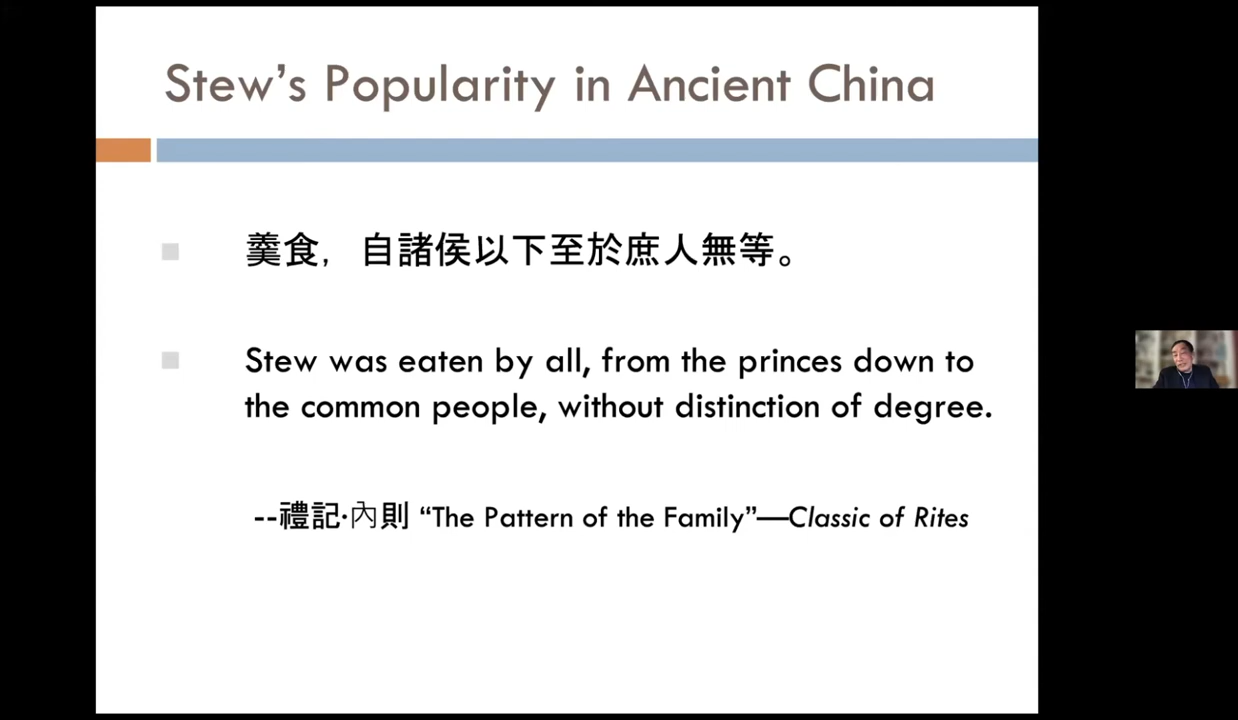 Stew's Popularity in Ancient China
羹食，自諸侯以下至於庶人無等。
Stew was eaten by all, from the princes down to
the common people, without distinction of degree.
--禮記·內則 “The Pattern of the Family”—Classic of Rites